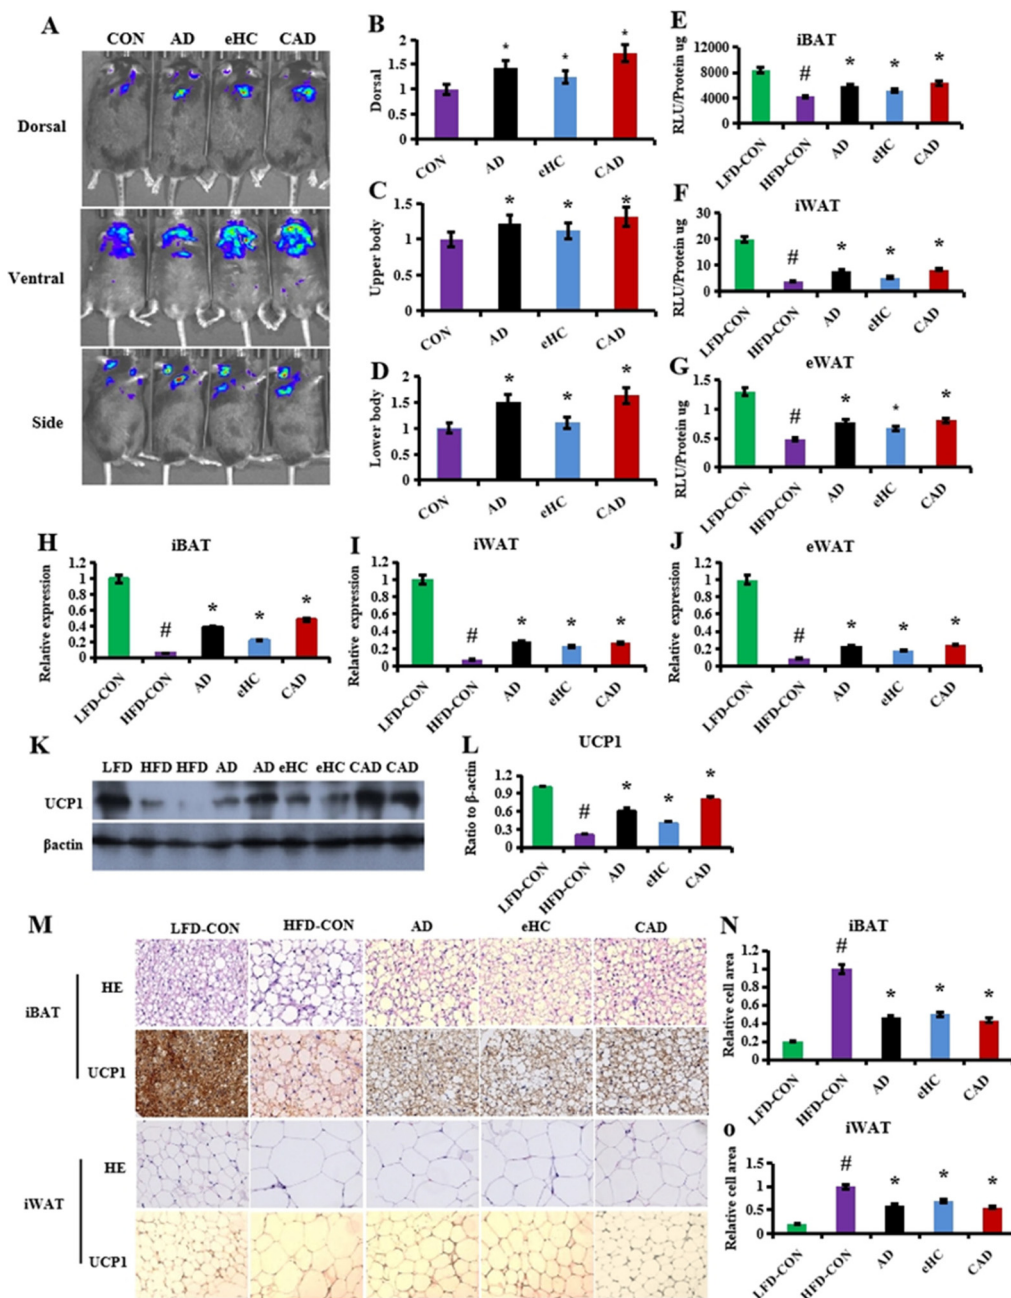 A
CON AD eHC CAD
Dorsal
Ventral
Side
B
Dorsal
2
1.5
1
0.5
0
* * *
CON AD eHC CAD
C
Upper body
1.5
1
0.5
0
* * *
CON AD eHC CAD
D
Lower body
2
1.5
1
0.5
0
* * *
CON AD eHC CAD
E
iBAT
RLU/Protein ug
12000
8000
4000
0
# * * *
LFD-CON HFD-CON AD eHC CAD
F
iWAT
RLU/Protein ug
30
20
10
0
# * * *
LFD-CON HFD-CON AD eHC CAD
G
eWAT
RLU/Protein ug
1.5
1
0.5
0
# * * *
LFD-CON HFD-CON AD eHC CAD
H
iBAT
Relative expression
1.2
1
0.8
0.6
0.4
0.2
0
# * * *
LFD-CON HFD-CON AD eHC CAD
I
iWAT
Relative expression
1.2
1
0.8
0.6
0.4
0.2
0
# * * *
LFD-CON HFD-CON AD eHC CAD
J
eWAT
Relative expression
1.2
1
0.8
0.6
0.4
0.2
0
# * * *
LFD-CON HFD-CON AD eHC CAD
K
LFD HFD HFD AD AD eHC eHC CAD CAD
UCP1
βactin
L
UCP1
Ratio to β-actin
1.2
0.9
0.6
0.3
0
# * * *
LFD-CON HFD-CON AD eHC CAD
M
LFD-CON HFD-CON AD eHC CAD
iBAT
HE
UCP1
iWAT
HE
UCP1
N
iBAT
Relative cell area
1.2
1
0.8
0.6
0.4
0.2
0
# * * *
LFD-CON HFD-CON AD eHC CAD
o
iWAT
Relative cell area
1.5
1
0.5
0
# * * *
LFD-CON HFD-CON AD eHC CAD